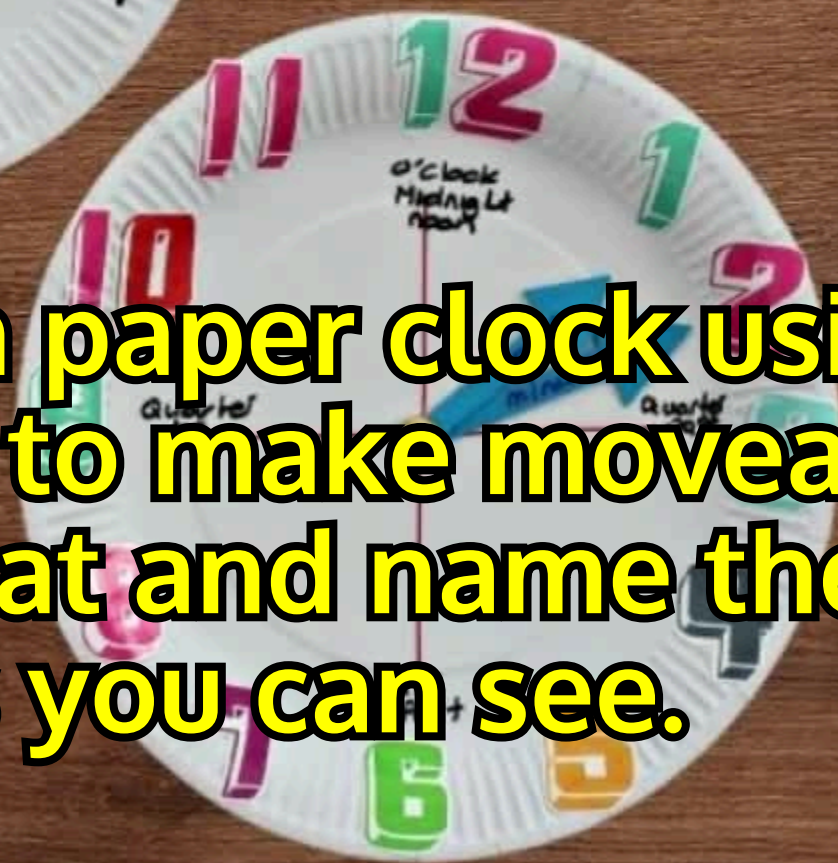 12
11
1
O'clock
Midnight
noon
10
2
paper clock usi
Quarter
Quarter
to make movea
at and name the
4
you can see.
7
6
5